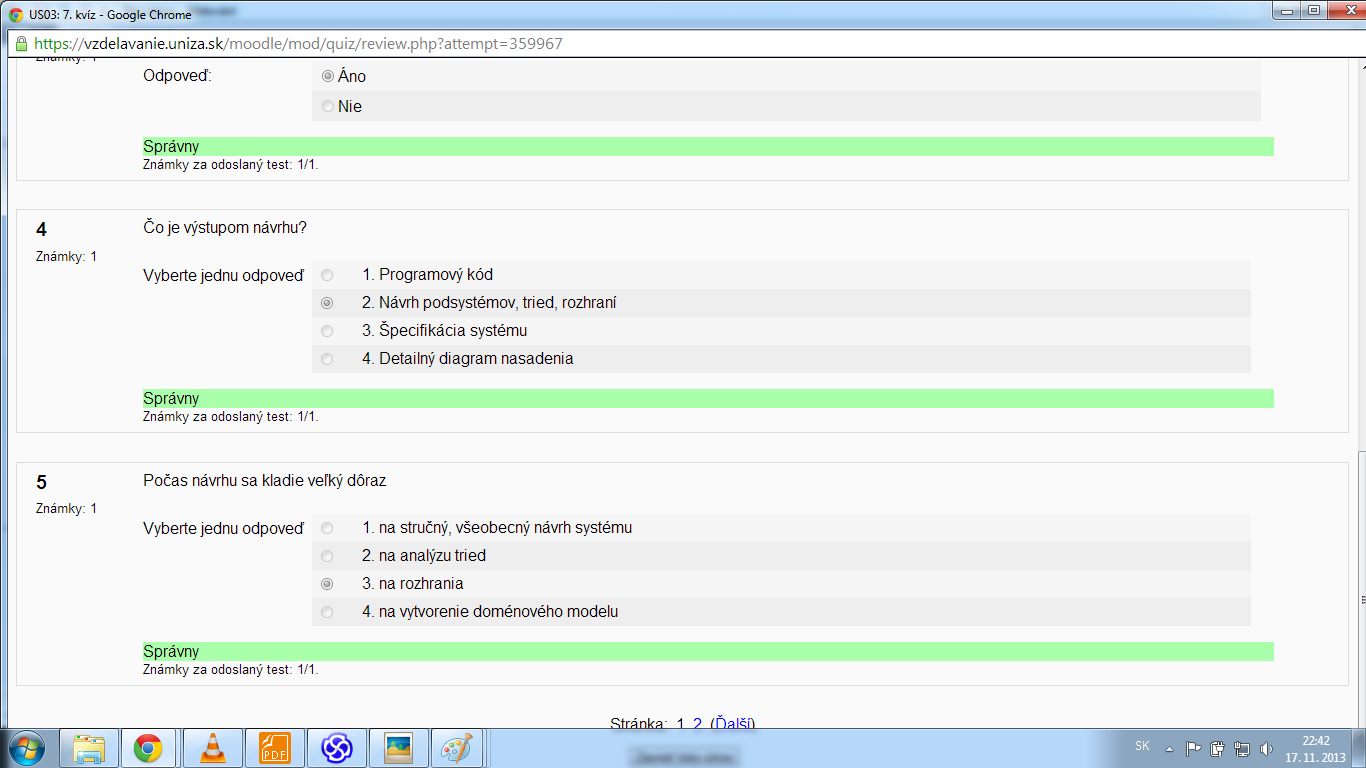 US03: 7. kvíz - Google Chrome
https://vzdelavanie.uniza.sk/moodle/mod/quiz/review.php?attempt=359967
Známky: 1
Odpoveď:
Áno
Nie
Správny
Známky za odoslaný test: 1/1.
4
Čo je výstupom návrhu?
Známky: 1
Vyberte jednu odpoveď
1. Programový kód
2. Návrh podsystémov, tried, rozhraní
3. Špecifikácia systému
4. Detailný diagram nasadenia
Správny
Známky za odoslaný test: 1/1.
5
Počas návrhu sa kladie veľký dôraz
Známky: 1
Vyberte jednu odpoveď
1. na stručný, všeobecný návrh systému
2. na analýzu tried
3. na rozhrania
4. na vytvorenie doménového modelu
Správny
Známky za odoslaný test: 1/1.
Stránka: 1 2 (Ďalší)
PDF
SK
22:42
17. 11. 2013